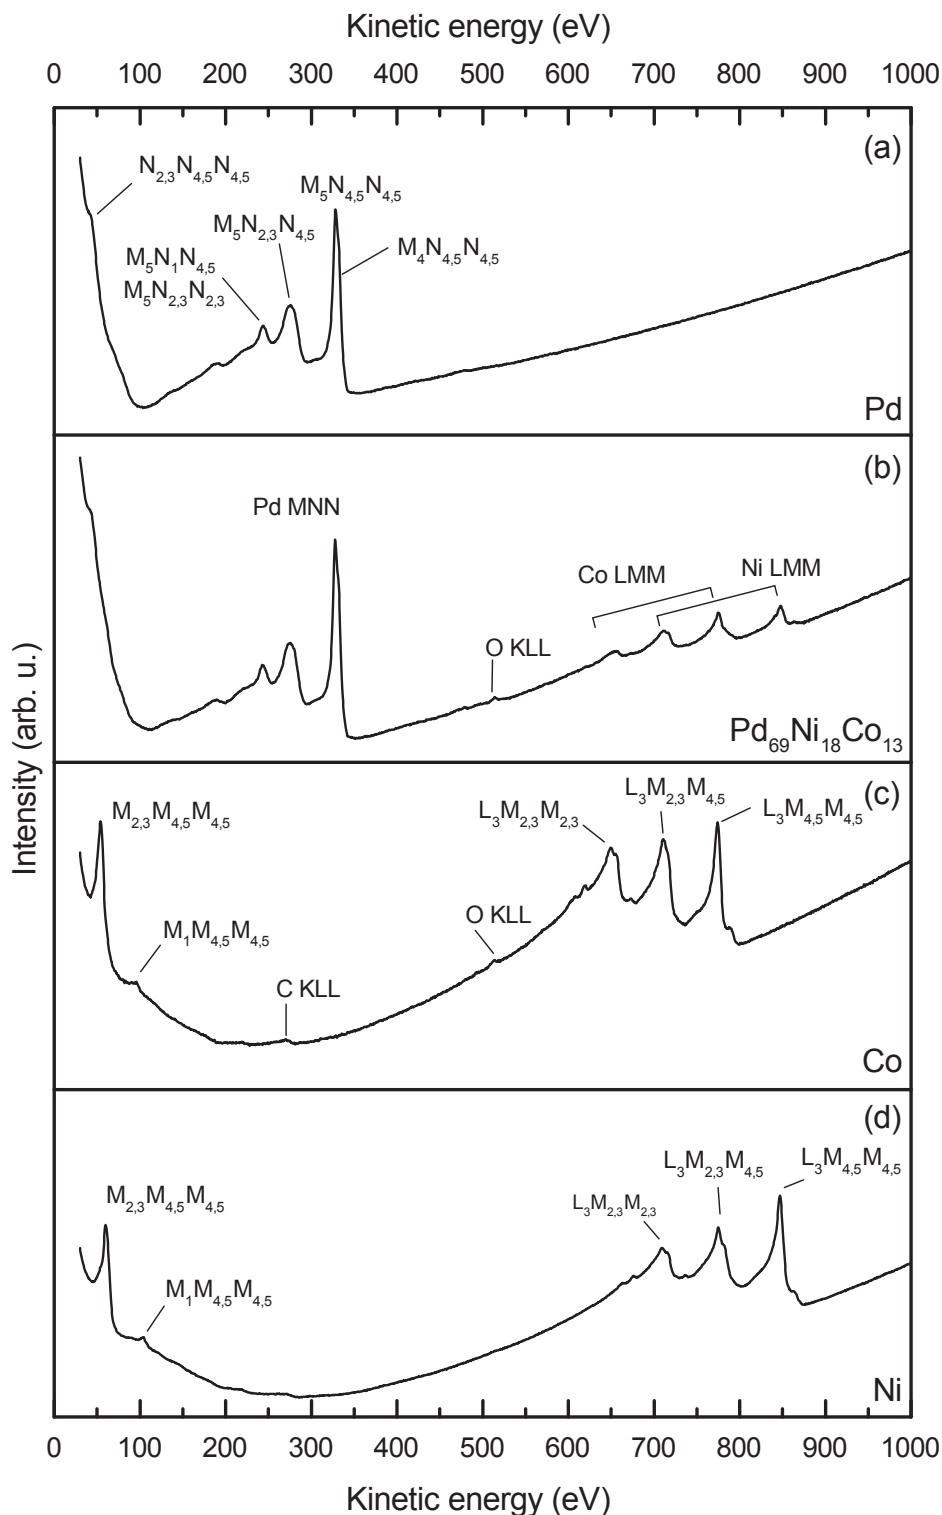 Kinetic energy (eV)
0 100 200 300 400 500 600 700 800 900 1000
(a)
N2,3N4,5N4,5
M5N4,5N4,5
M5N2,3N4,5
M4N4,5N4,5
M5N1N4,5
M5N2,3N2,3
Pd
(b)
Pd MNN
Co LMM
Ni LMM
O KLL
Pd69Ni18Co13
Intensity (arb. u.)
(c)
M2,3M4,5M4,5
L3M2,3M2,3
L3M2,3M4,5
L3M4,5M4,5
M1M4,5M4,5
O KLL
C KLL
Co
(d)
M2,3M4,5M4,5
L3M2,3M2,3
L3M2,3M4,5
L3M4,5M4,5
M1M4,5M4,5
Ni
0 100 200 300 400 500 600 700 800 900 1000
Kinetic energy (eV)